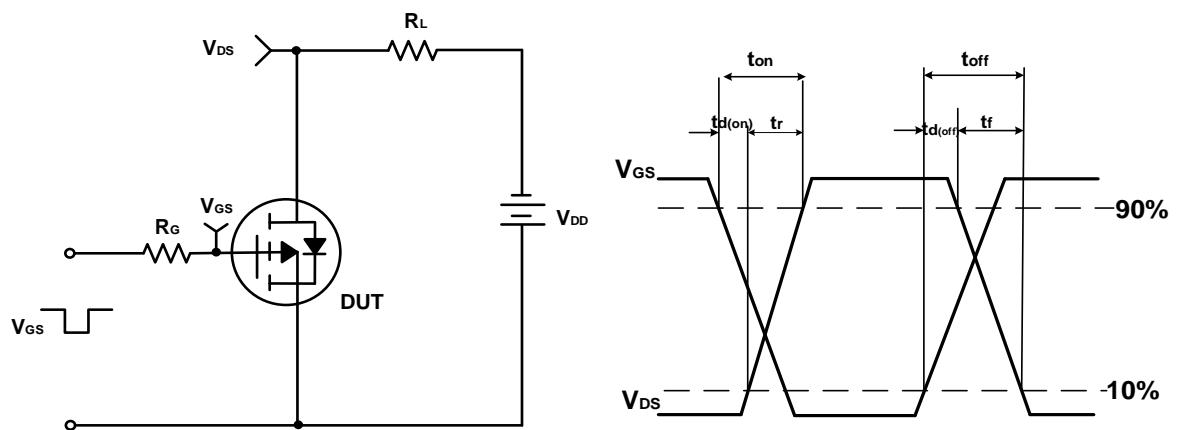 RL
VDS
VGS
RG
VDD
DUT
VGS
ton
toff
td(on)
tr
td(off)
tf
VGS
90%
VDS
10%